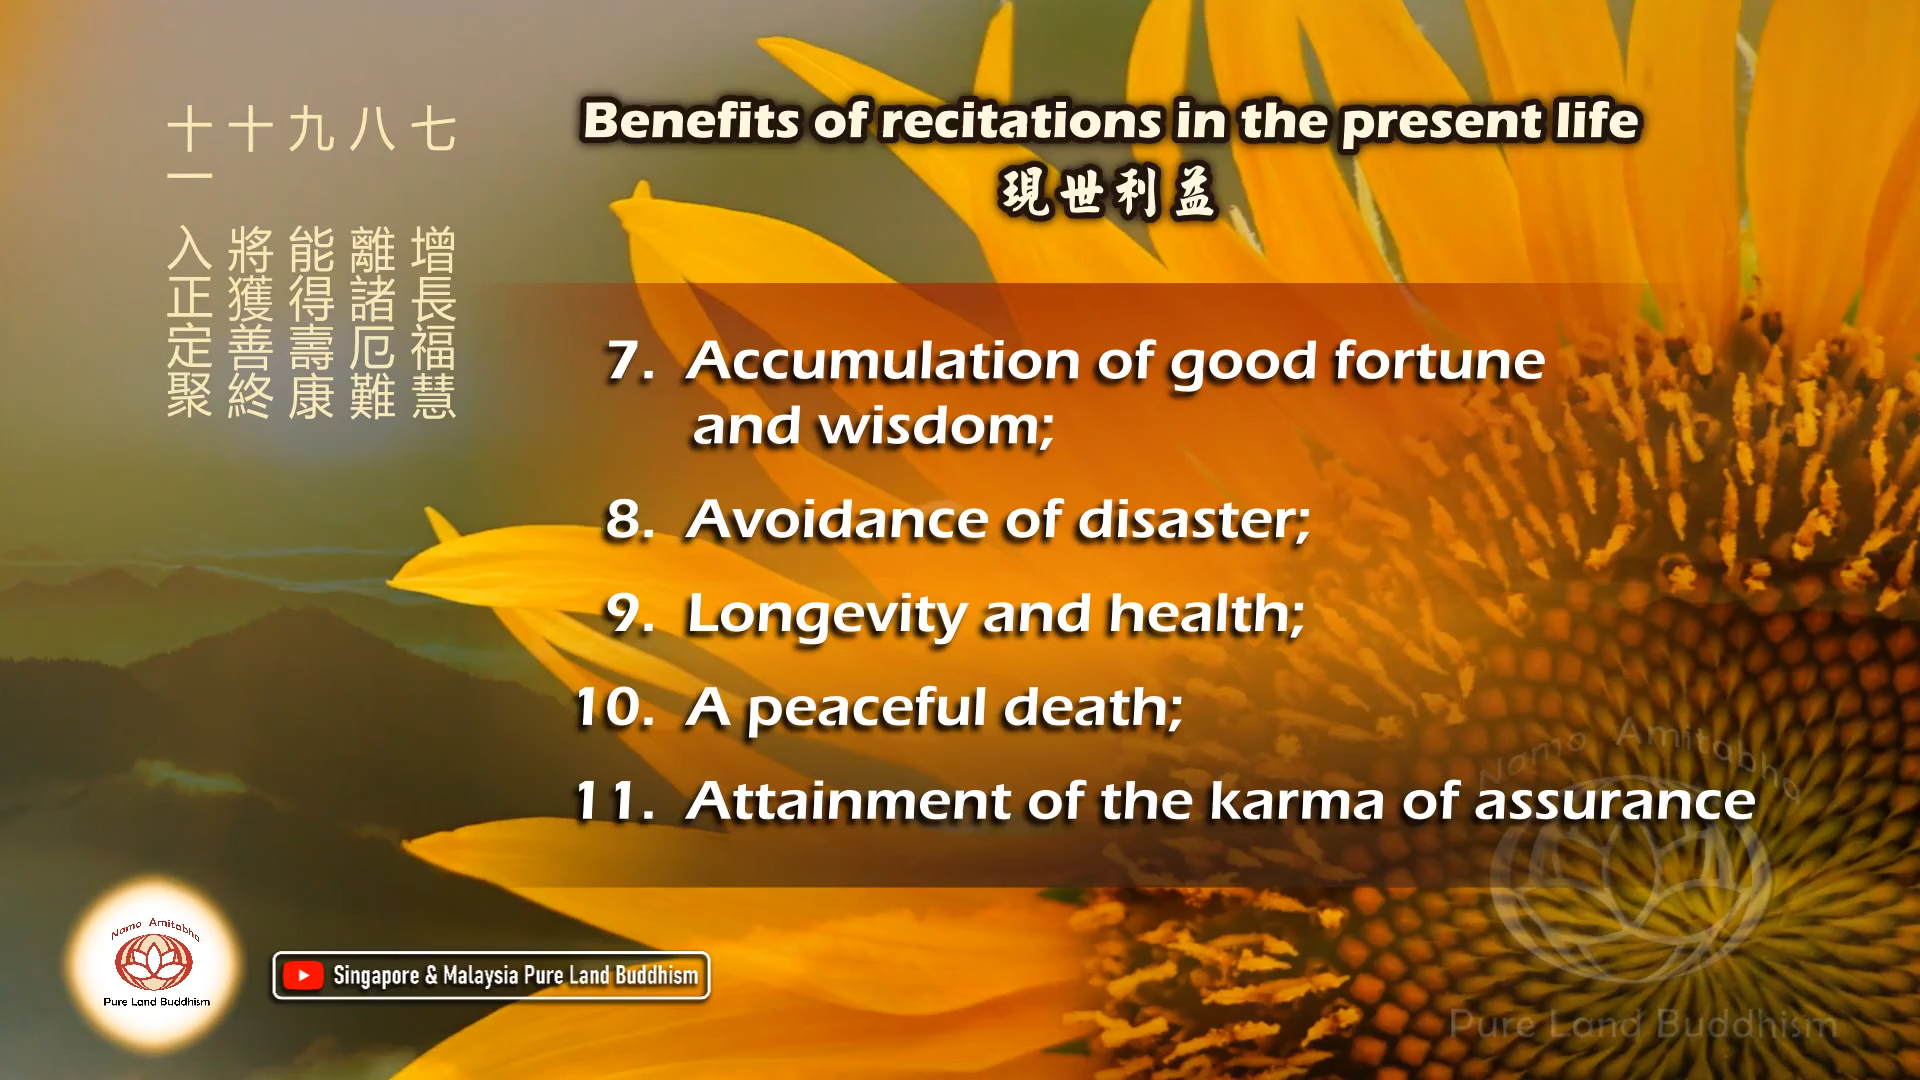 Benefits of recitations in the present life
現世利益
七 增長福慧
八 離諸厄難
九 能得壽康
十 將獲善終
十一 入正定聚
7. Accumulation of good fortune
and wisdom;
8. Avoidance of disaster;
9. Longevity and health;
10. A peaceful death;
11. Attainment of the karma of assurance
Namo Amitabha
Pure Land Buddhism
Singapore & Malaysia Pure Land Buddhism
Namo Amitabha
Pure Land Buddhism